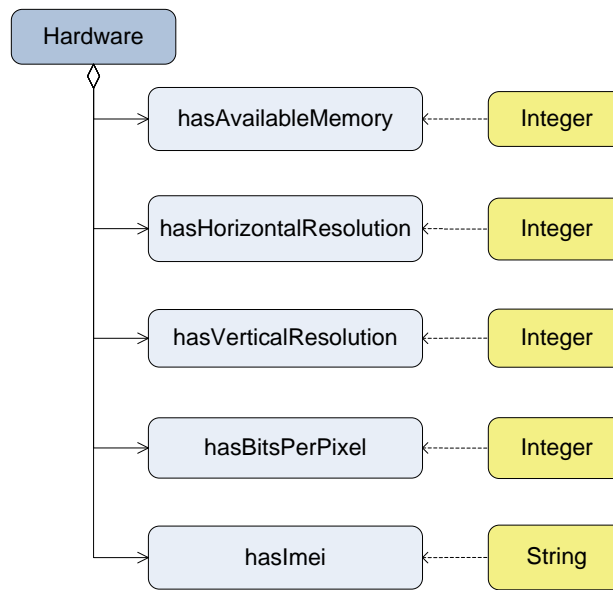 Hardware
hasAvailableMemory
Integer
hasHorizontalResolution
Integer
hasVerticalResolution
Integer
hasBitsPerPixel
Integer
hasImei
String